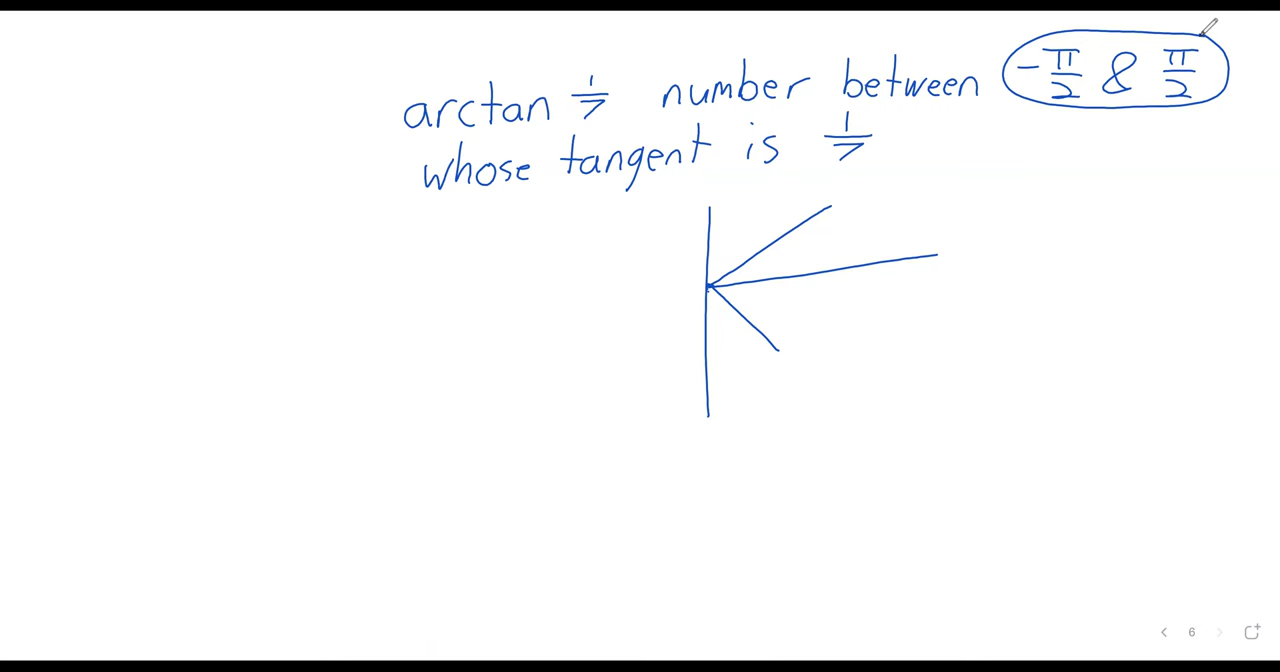 arctan 1/7 number between -π/2 & π/2
whose tangent is 1/7
< 6 >